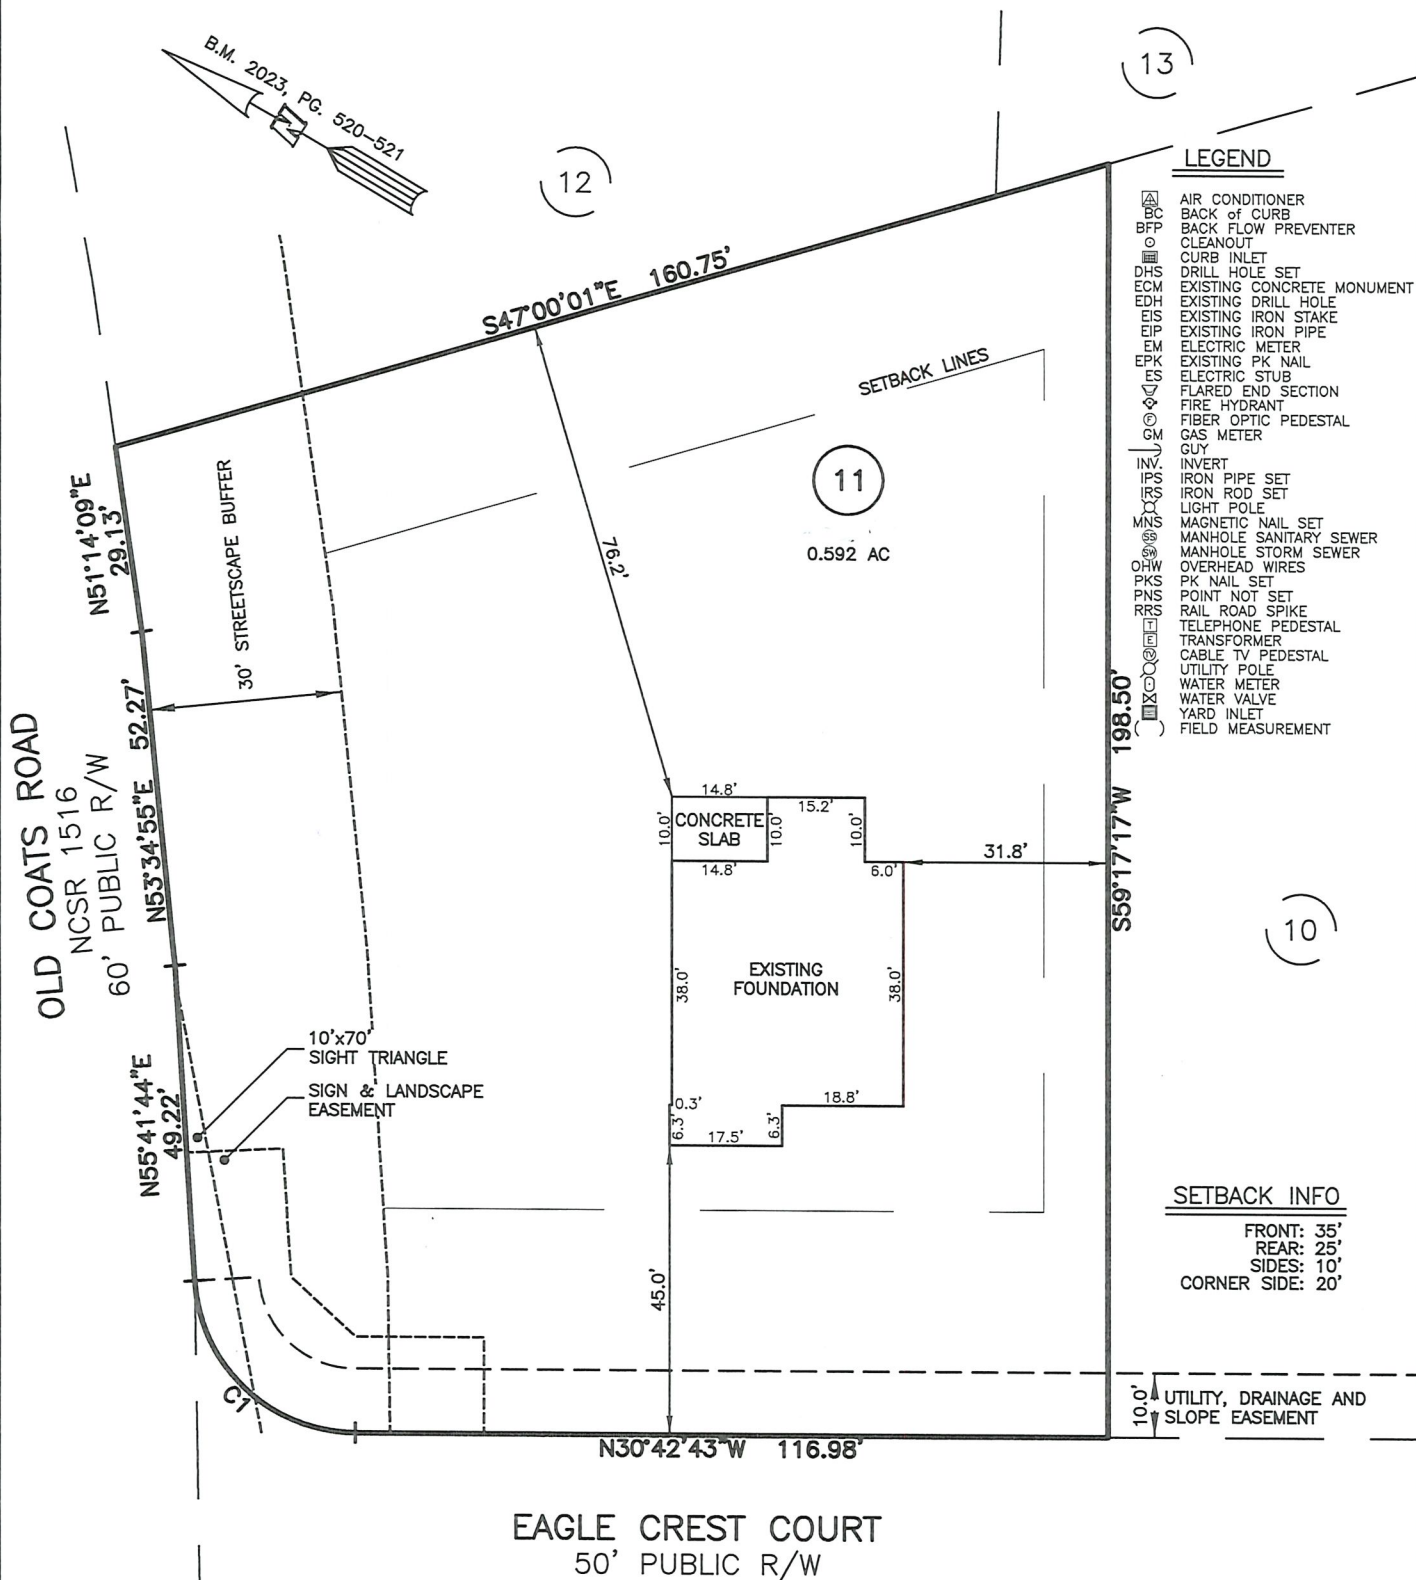 B.M. 2023, PG. 520-521
N
13
12
LEGEND
A AIR CONDITIONER
BC BACK of CURB
BFP BACK FLOW PREVENTER
CLEANOUT
CURB INLET
DHS DRILL HOLE SET
ECM EXISTING CONCRETE MONUMENT
EDH EXISTING DRILL HOLE
EIS EXISTING IRON STAKE
EIP EXISTING IRON PIPE
EM ELECTRIC METER
EPK EXISTING PK NAIL
ES ELECTRIC STUB
FLARED END SECTION
FIRE HYDRANT
F FIBER OPTIC PEDESTAL
GM GAS METER
GUY
INV. INVERT
IPS IRON PIPE SET
IRS IRON ROD SET
LIGHT POLE
MNS MAGNETIC NAIL SET
SS MANHOLE SANITARY SEWER
SW MANHOLE STORM SEWER
OHW OVERHEAD WIRES
PKS PK NAIL SET
PNS POINT NOT SET
RRS RAIL ROAD SPIKE
T TELEPHONE PEDESTAL
E TRANSFORMER
TV CABLE TV PEDESTAL
UTILITY POLE
WATER METER
WATER VALVE
YARD INLET
( ) FIELD MEASUREMENT
S47°00'01"E 160.75'
SETBACK LINES
11
0.592 AC
30' STREETSCAPE BUFFER
76.2'
N51°14'09"E
29.13'
N53°34'55"E 52.27'
OLD COATS ROAD
NCSR 1516
60' PUBLIC R/W
S59°17'17"W 198.50'
14.8'
15.2'
10.0'
CONCRETE
SLAB
10.0'
10.0'
14.8'
6.0'
31.8'
10
EXISTING
FOUNDATION
38.0'
38.0'
10'x70'
SIGHT TRIANGLE
SIGN & LANDSCAPE
EASEMENT
N55°41'44"E
49.22'
0.3'
6.3'
17.5'
6.3'
18.8'
45.0'
SETBACK INFO
FRONT: 35'
REAR: 25'
SIDES: 10'
CORNER SIDE: 20'
C1
10.0'
UTILITY, DRAINAGE AND
SLOPE EASEMENT
N30°42'43"W 116.98'
EAGLE CREST COURT
50' PUBLIC R/W